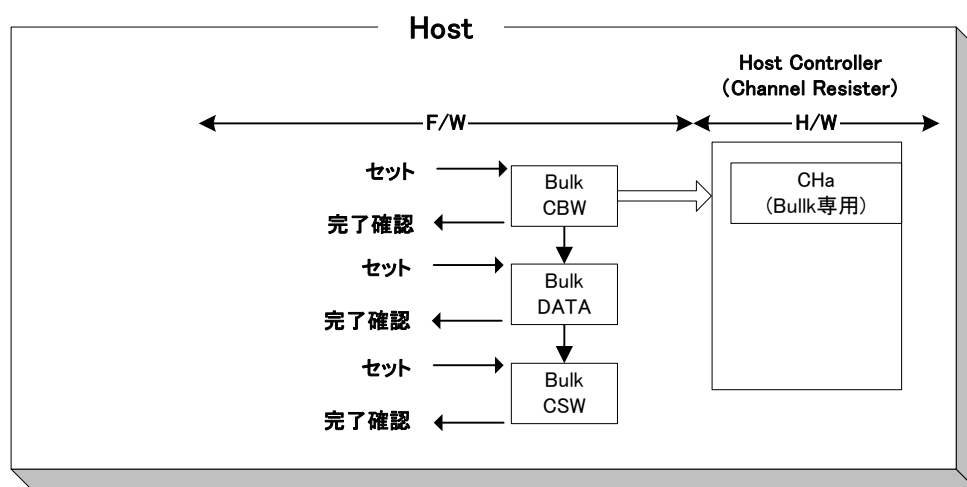 Host
Host Controller
(Channel Resister)
F/W
H/W
セット
Bulk
CBW
CHa
(Bullk専用)
完了確認
セット
Bulk
DATA
完了確認
セット
Bulk
CSW
完了確認